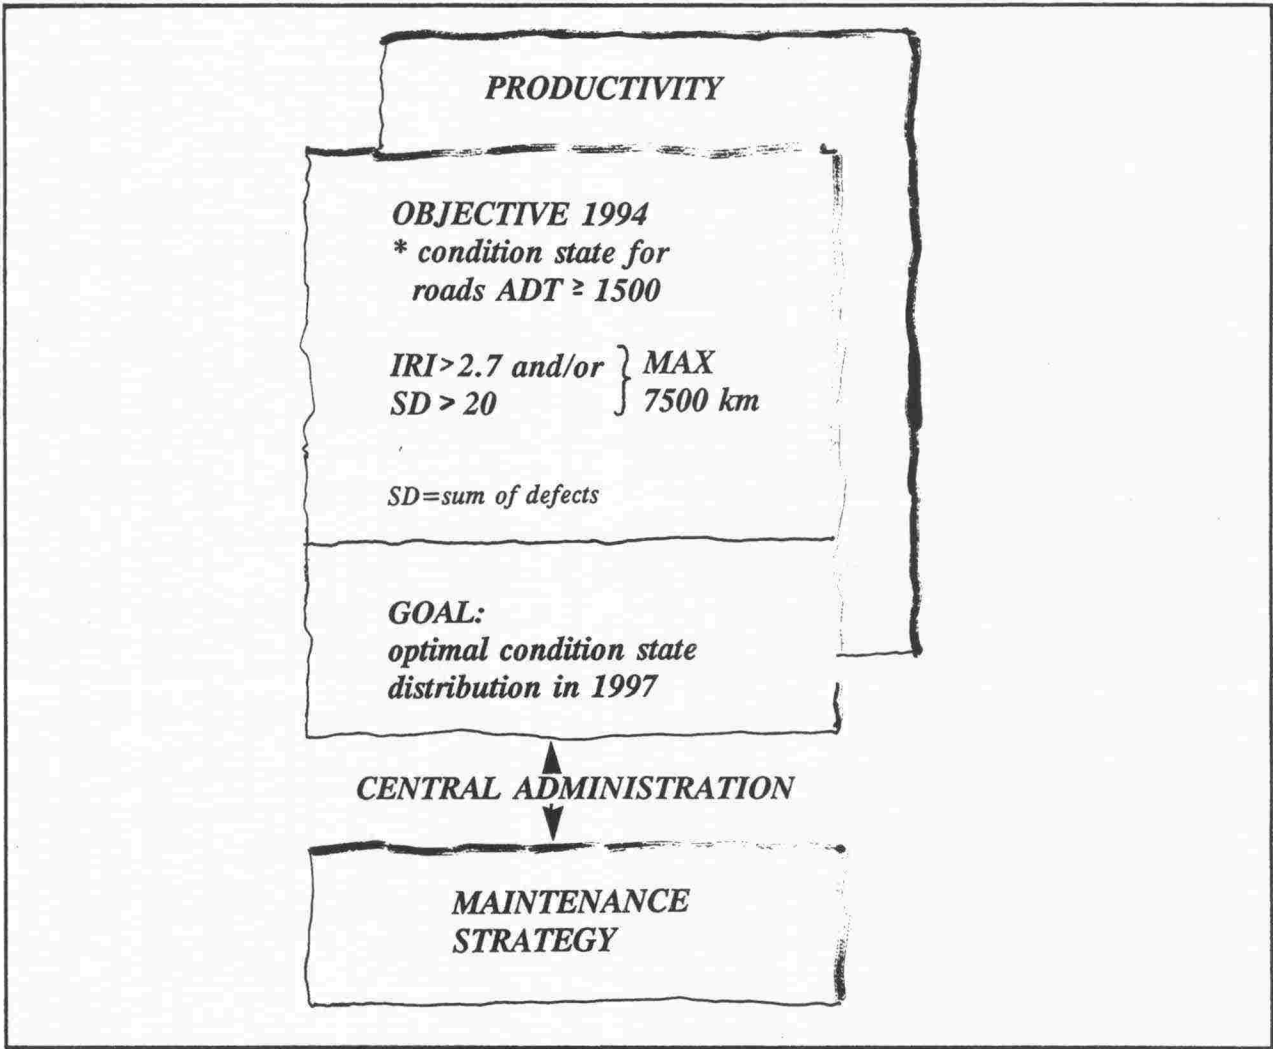 PRODUCTIVITY
OBJECTIVE 1994
* condition state for
roads ADT ≥ 1500
IRI>2.7 and/or } MAX
SD > 20 7500 km
SD=sum of defects
GOAL:
optimal condition state
distribution in 1997
CENTRAL ADMINISTRATION
MAINTENANCE
STRATEGY